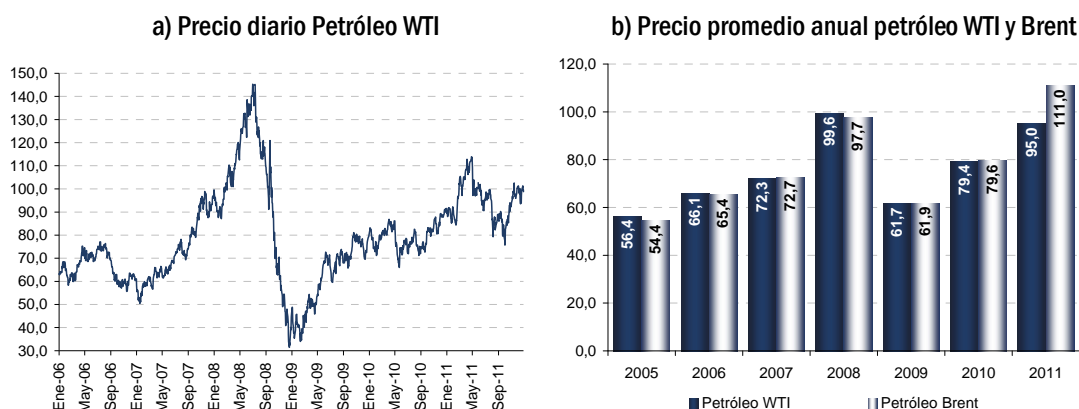 a) Precio diario Petróleo WTI
150,0
140,0
130,0
120,0
110,0
100,0
90,0
80,0
70,0
60,0
50,0
40,0
30,0
Ene-06
May-06
Sep-06
Ene-07
May-07
Sep-07
Ene-08
May-08
Sep-08
Ene-09
May-09
Sep-09
Ene-10
May-10
Sep-10
Ene-11
May-11
Sep-11
b) Precio promedio anual petróleo WTI y Brent
120,0
100,0
80,0
60,0
40,0
20,0
0,0
56,4
54,4
66,1
65,4
72,3
72,7
99,6
97,7
61,7
61,9
79,4
79,6
95,0
111,0
2005 2006 2007 2008 2009 2010 2011
Petróleo WTI Petróleo Brent